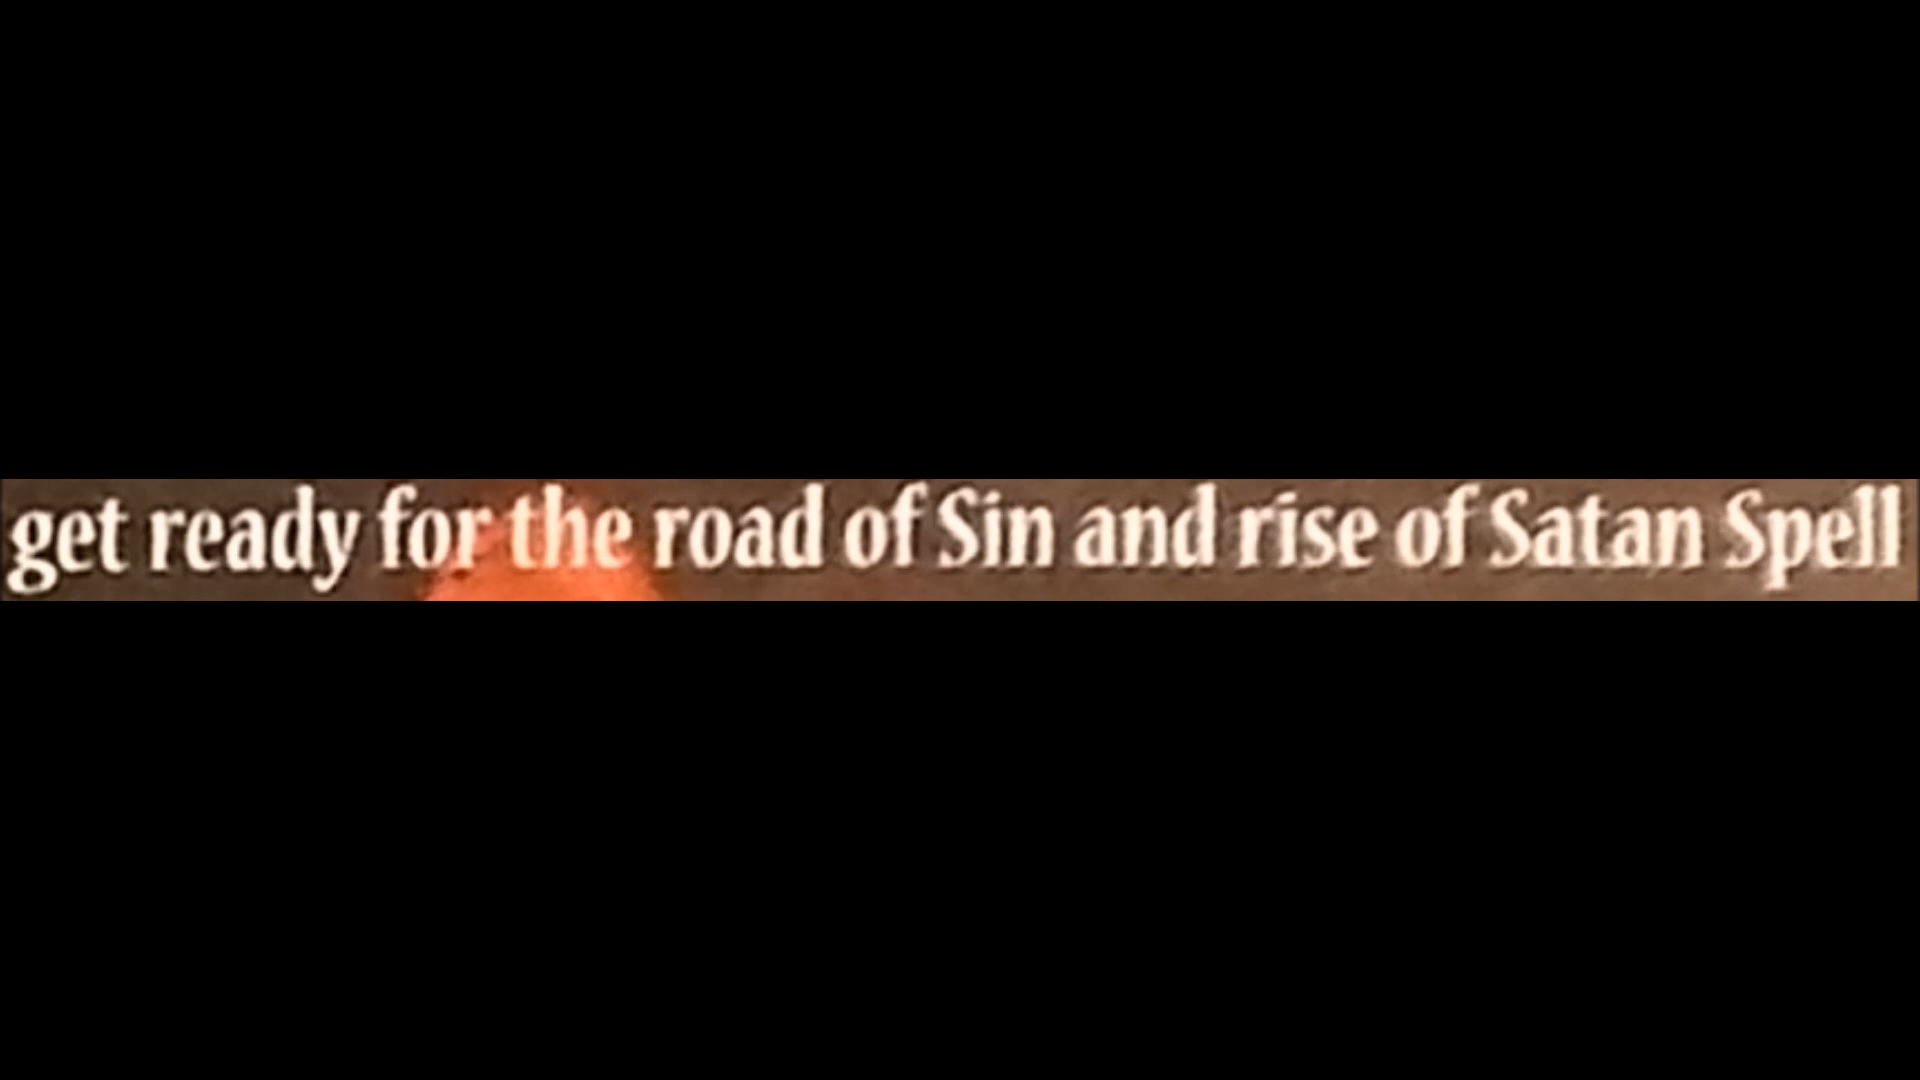 get ready for the road of Sin and rise of Satan Spell